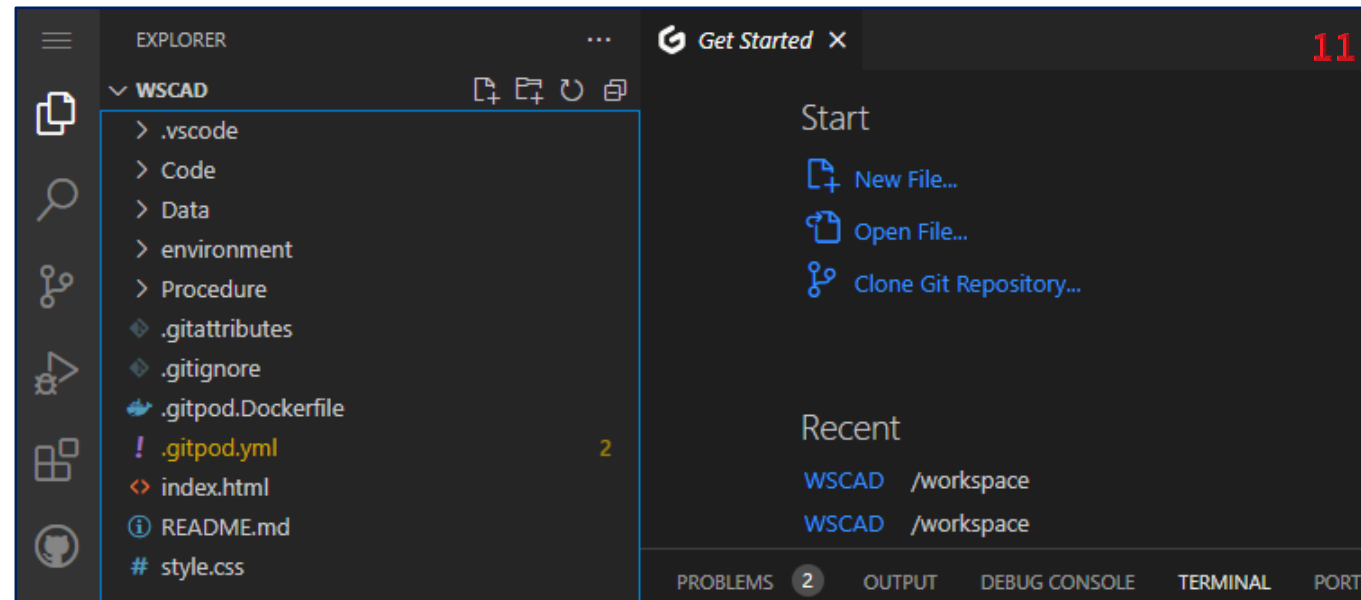 EXPLORER
WSCAD
.vscode
Code
Data
environment
Procedure
.gitattributes
.gitignore
.gitpod.Dockerfile
.gitpod.yml 2
index.html
README.md
# style.css
Get Started
11
Start
New File...
Open File...
Clone Git Repository...
Recent
WSCAD /workspace
WSCAD /workspace
PROBLEMS 2 OUTPUT DEBUG CONSOLE TERMINAL PORT